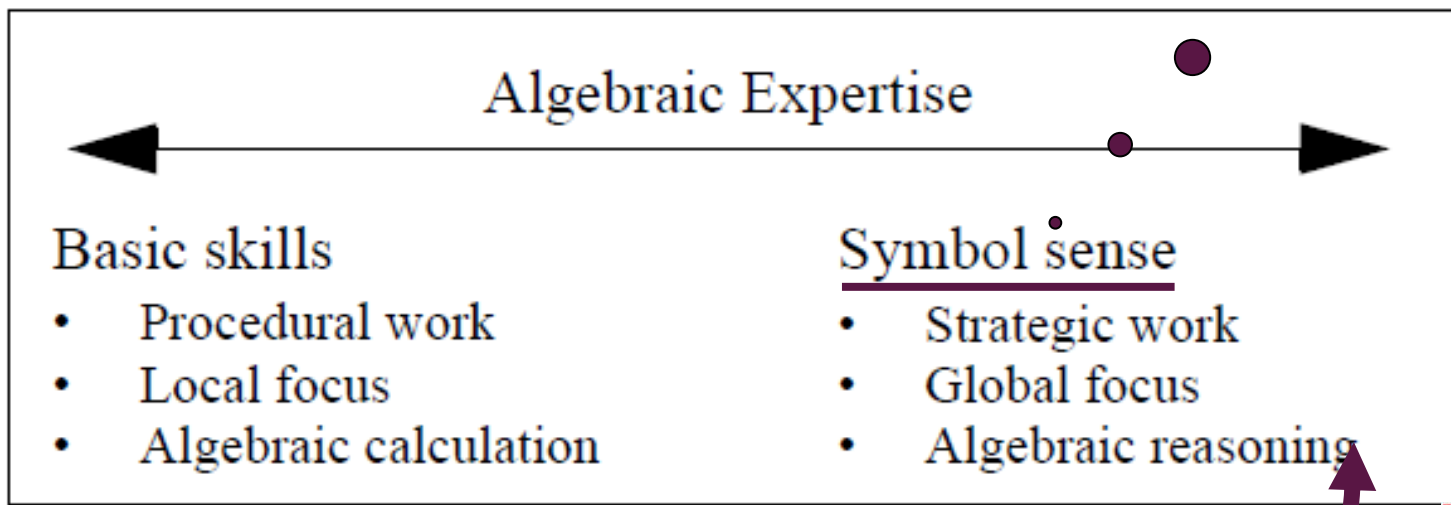 Algebraic Expertise
Basic skills
• Procedural work
• Local focus
• Algebraic calculation
Symbol sense
• Strategic work
• Global focus
• Algebraic reasoning